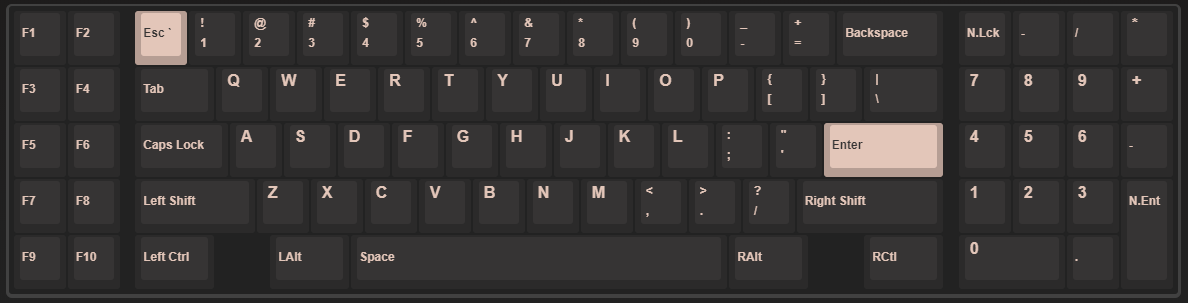 F1 F2 Esc ` ! @ # $ % ^ & * ( ) _ + Backspace N.Lck - / *
1 2 3 4 5 6 7 8 9 0 - =
F3 F4 Tab Q W E R T Y U I O P { } | 7 8 9 +
[ ] \
F5 F6 Caps Lock A S D F G H J K L : " Enter 4 5 6 -
; '
F7 F8 Left Shift Z X C V B N M < > ? Right Shift 1 2 3 N.Ent
, . /
F9 F10 Left Ctrl LAlt Space RAlt RCtl 0 .